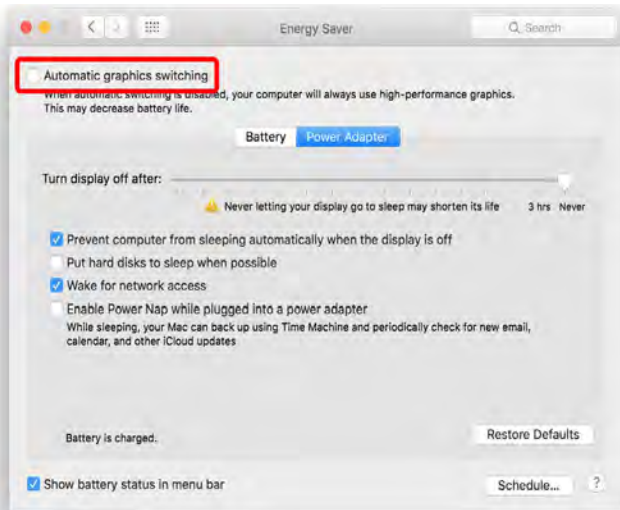 Energy Saver
Search
Automatic graphics switching
When automatic switching is disabled, your computer will always use high-performance graphics.
This may decrease battery life.
Battery
Power Adapter
Turn display off after:
Never letting your display go to sleep may shorten its life
3 hrs
Never
Prevent computer from sleeping automatically when the display is off
Put hard disks to sleep when possible
Wake for network access
Enable Power Nap while plugged into a power adapter
While sleeping, your Mac can back up using Time Machine and periodically check for new email,
calendar, and other iCloud updates
Battery is charged.
Restore Defaults
Show battery status in menu bar
Schedule...
?